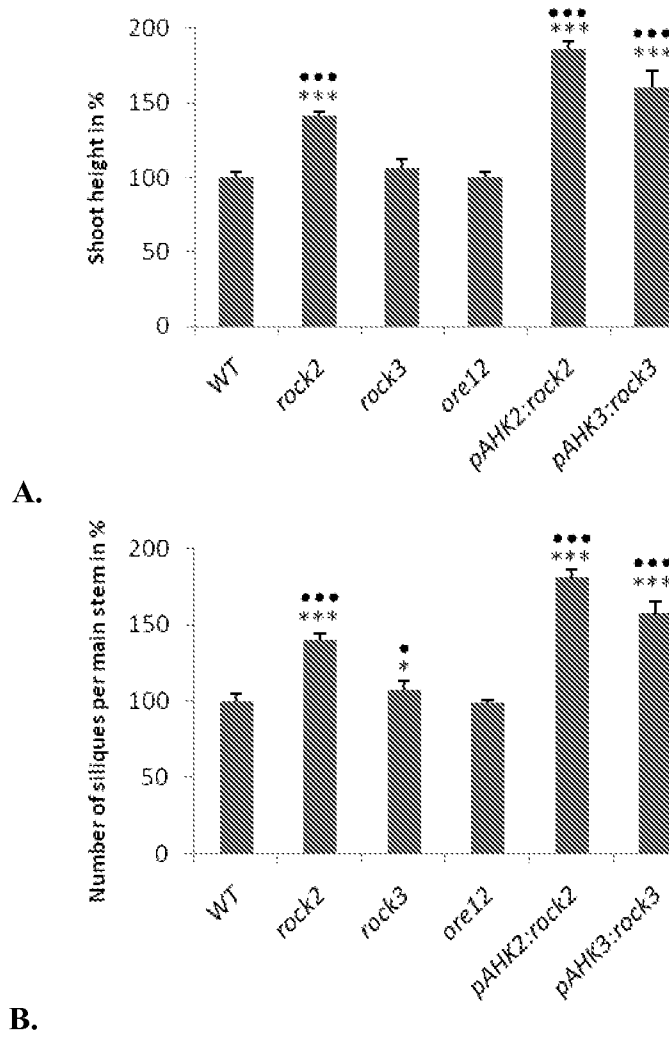 Shoot height in %
200
150
100
50
0
●●●
***
●●●
***
●●●
***
WT
rock2
rock3
ore12
pAHK2::rock2
pAHK3::rock3
A.
Number of siliques per main stem in %
200
150
100
50
0
●●●
***
●
*
●●●
***
●●●
***
WT
rock2
rock3
ore12
pAHK2::rock2
pAHK3::rock3
B.